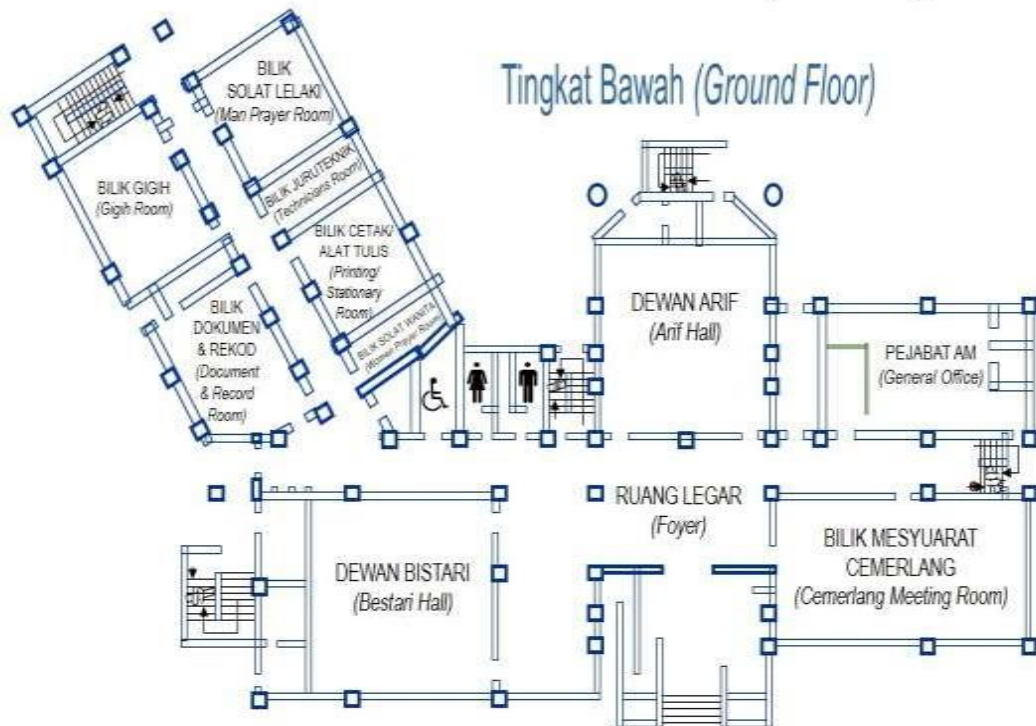 Tingkat Bawah (Ground Floor)
BILIK
SOLAT LELAKI
(Man Prayer Room)
BILIK JURUTEKNIK
(Technicians Room)
BILIK GIGIH
(Gigih Room)
BILIK CETAK/
ALAT TULIS
(Printing/
Stationary
Room)
BILIK SOLAT WANITA
(Women Prayer Room)
BILIK
DOKUMEN
& REKOD
(Document
& Record
Room)
DEWAN ARIF
(Arif Hall)
PEJABAT AM
(General Office)
RUANG LEGAR
(Foyer)
BILIK MESYUARAT
CEMERLANG
(Cemerlang Meeting Room)
DEWAN BISTARI
(Bestari Hall)